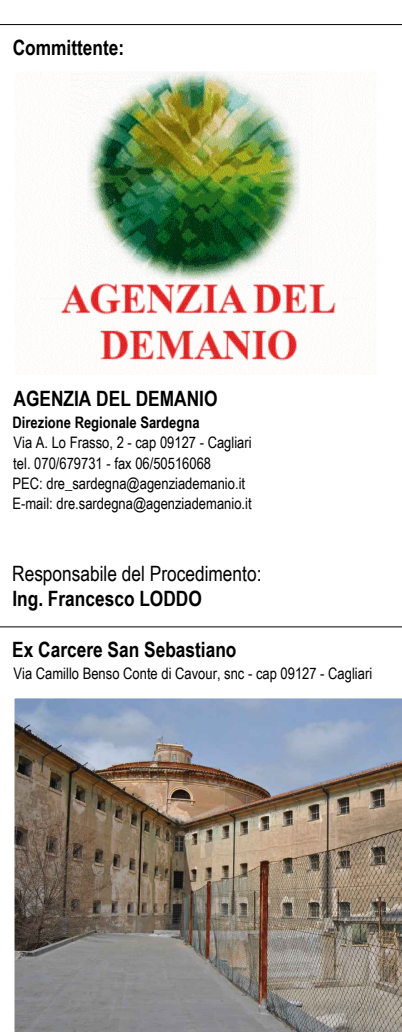 Committente:
AGENZIA DEL
DEMANIO
AGENZIA DEL DEMANIO
Direzione Regionale Sardegna
Via A. Lo Frasso, 2 - cap 09127 - Cagliari
tel. 070/679731 - fax 06/50516068
PEC: dre_sardegna@agenziademanio.it
E-mail: dre.sardegna@agenziademanio.it
Responsabile del Procedimento:
Ing. Francesco LODDO
Ex Carcere San Sebastiano
Via Camillo Benso Conte di Cavour, snc - cap 09127 - Cagliari